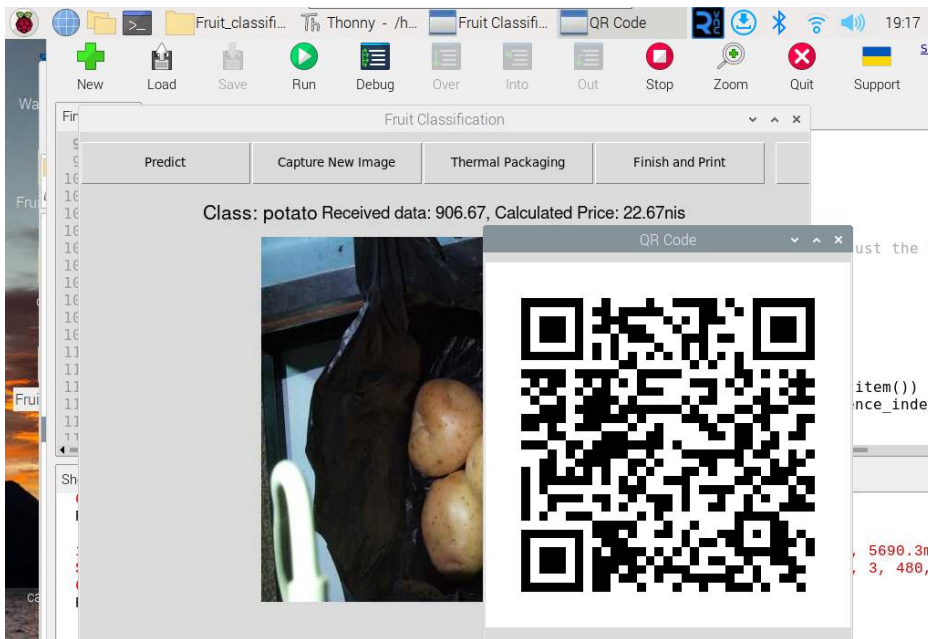 Fruit_classifi... Thonny - /h... Fruit Classifi... QR Code 19:17
New Load Save Run Debug Over Into Out Stop Zoom Quit Support
Fruit Classification
Predict Capture New Image Thermal Packaging Finish and Print
Class: potato Received data: 906.67, Calculated Price: 22.67nis
QR Code
ust the
item())
nce_inde
Sh
Frui
, 5690.3m
, 3, 480,